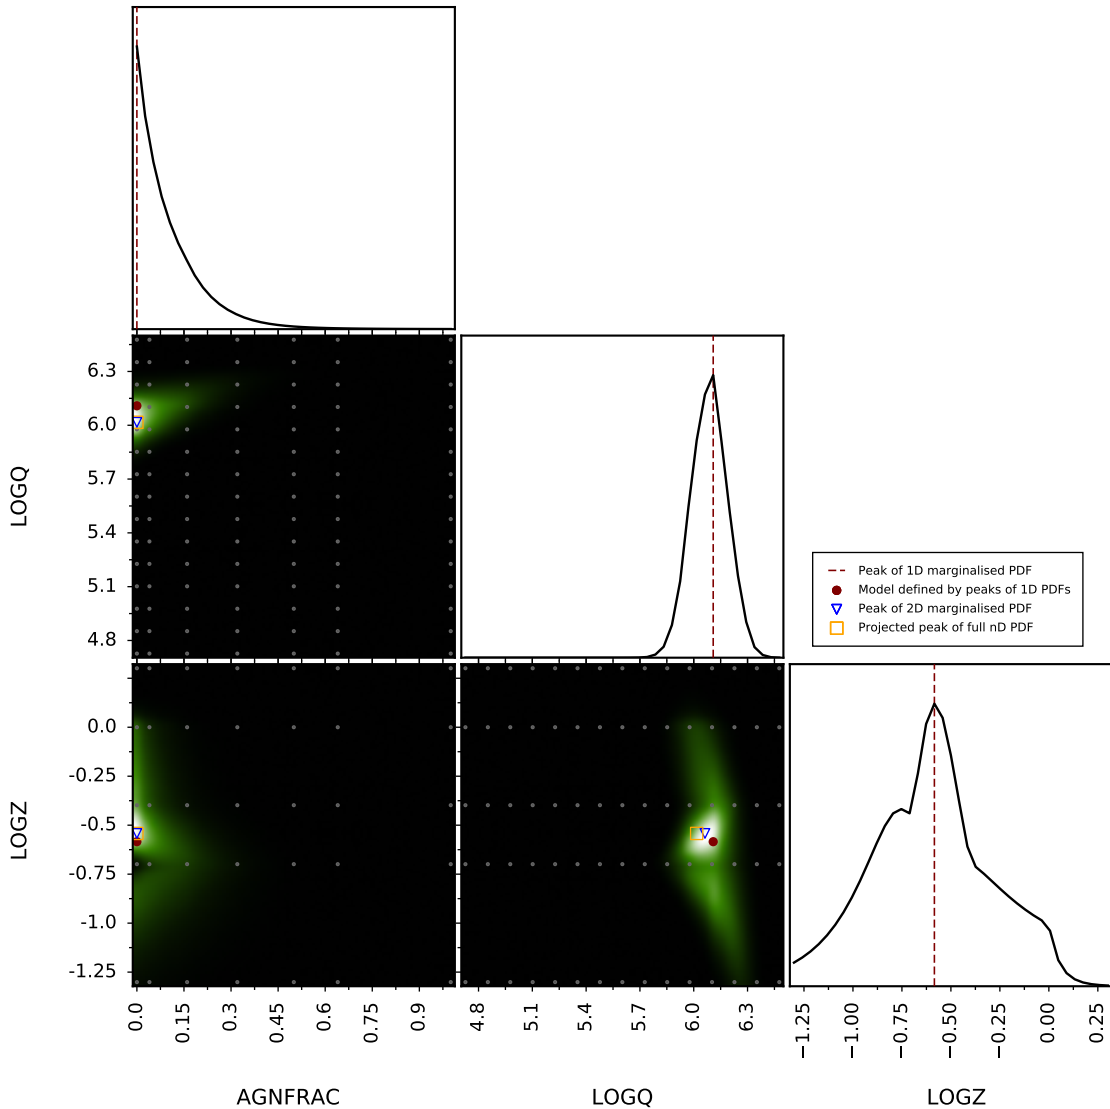 6.3
6.0
5.7
5.4
5.1
4.8
LOGQ
Peak of 1D marginalised PDF
Model defined by peaks of 1D PDFs
Peak of 2D marginalised PDF
Projected peak of full nD PDF
0.0
-0.25
-0.5
-0.75
-1.0
-1.25
LOGZ
0.0 0.15 0.3 0.45 0.6 0.75 0.9
4.8 5.1 5.4 5.7 6.0 6.3
−1.25 −1.00 −0.75 −0.50 −0.25 0.00 0.25
AGNFRAC LOGQ LOGZ